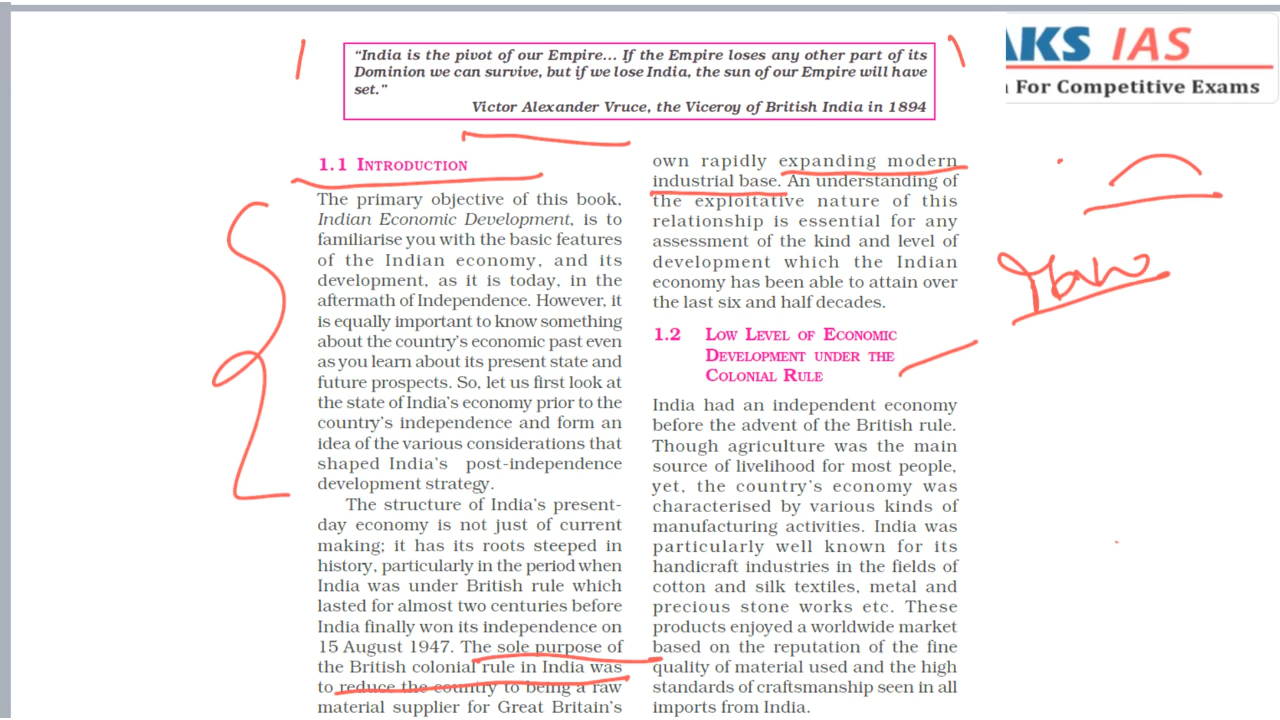 “India is the pivot of our Empire... If the Empire loses any other part of its
Dominion we can survive, but if we lose India, the sun of our Empire will have
set.”
Victor Alexander Vruce, the Viceroy of British India in 1894
AKS IAS
For Competitive Exams
1.1 INTRODUCTION
The primary objective of this book,
Indian Economic Development, is to
familiarise you with the basic features
of the Indian economy, and its
development, as it is today, in the
aftermath of Independence. However, it
is equally important to know something
about the country’s economic past even
as you learn about its present state and
future prospects. So, let us first look at
the state of India’s economy prior to the
country’s independence and form an
idea of the various considerations that
shaped India’s post-independence
development strategy.
The structure of India’s present-
day economy is not just of current
making; it has its roots steeped in
history, particularly in the period when
India was under British rule which
lasted for almost two centuries before
India finally won its independence on
15 August 1947. The sole purpose of
the British colonial rule in India was
to reduce the country to being a raw
material supplier for Great Britain’s
own rapidly expanding modern
industrial base. An understanding of
the exploitative nature of this
relationship is essential for any
assessment of the kind and level of
development which the Indian
economy has been able to attain over
the last six and half decades.
1.2 LOW LEVEL OF ECONOMIC
DEVELOPMENT UNDER THE
COLONIAL RULE
India had an independent economy
before the advent of the British rule.
Though agriculture was the main
source of livelihood for most people,
yet, the country’s economy was
characterised by various kinds of
manufacturing activities. India was
particularly well known for its
handicraft industries in the fields of
cotton and silk textiles, metal and
precious stone works etc. These
products enjoyed a worldwide market
based on the reputation of the fine
quality of material used and the high
standards of craftsmanship seen in all
imports from India.